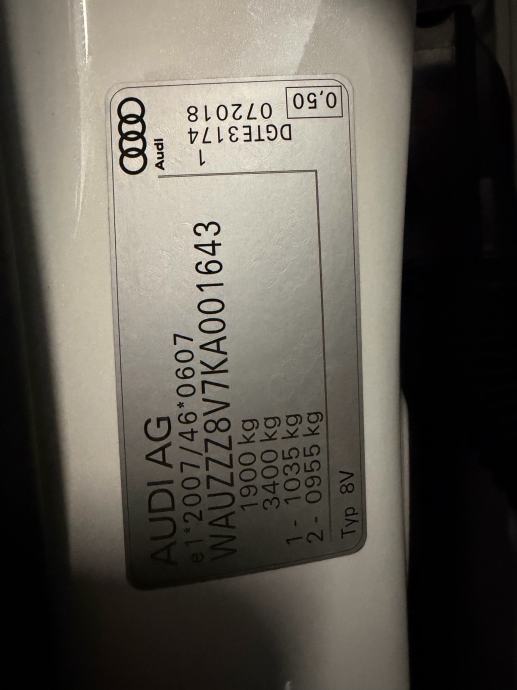 AUDI AG
e1*2007/46*0607
WAUZZZ8V7KA001643
1900 kg
3400 kg
1 - 1035 kg
2 - 0955 kg
Typ 8V
Audi
072018
DGTE3174
1
0,50